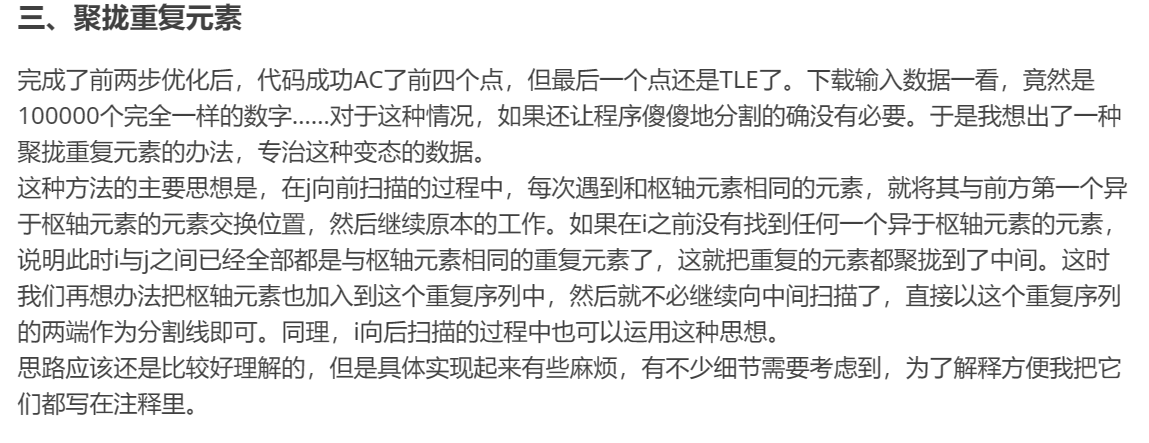 三、聚拢重复元素
完成了前两步优化后，代码成功AC了前四个点，但最后一个点还是TLE了。下载输入数据一看，竟然是
100000个完全一样的数字……对于这种情况，如果还让程序傻傻地分割的确没有必要。于是我想出了一种
聚拢重复元素的办法，专治这种变态的数据。
这种方法的主要思想是，在j向前扫描的过程中，每次遇到和枢轴元素相同的元素，就将其与前方第一个异
于枢轴元素的元素交换位置，然后继续原本的工作。如果在i之前没有找到任何一个异于枢轴元素的元素，
说明此时i与j之间已经全部都是与枢轴元素相同的重复元素了，这就把重复的元素都聚拢到了中间。这时
我们再想办法把枢轴元素也加入到这个重复序列中，然后就不必继续向中间扫描了，直接以这个重复序列
的两端作为分割线即可。同理，i向后扫描的过程中也可以运用这种思想。
思路应该还是比较好理解的，但是具体实现起来有些麻烦，有不少细节需要考虑到，为了解释方便我把它
们都写在注释里。